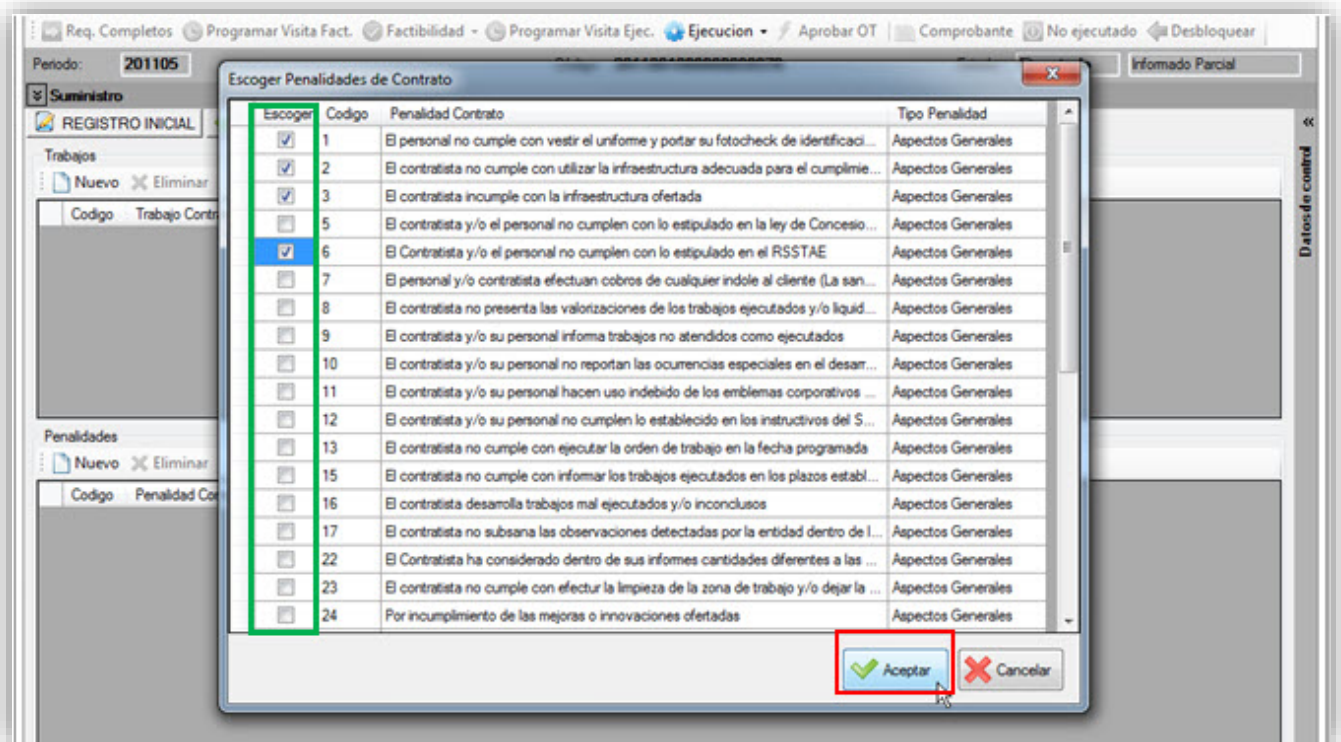 Req. Completos Programar Visita Fact. Factibilidad Programar Visita Ejec. Ejecucion Aprobar OT Comprobante No ejecutado Desbloquear
Periodo: 201105 Informado Parcial
Escoger Penalidades de Contrato
Suministro
REGISTRO INICIAL
Escoger Codigo Penalidad Contrato Tipo Penalidad
1 El personal no cumple con vestir el uniforme y portar su fotocheck de identificaci... Aspectos Generales
Trabajos
2 El contratista no cumple con utilizar la infraestructura adecuada para el cumplimie... Aspectos Generales
Nuevo Eliminar
3 El contratista incumple con la infraestructura ofertada Aspectos Generales
Codigo Trabajo Contr
5 El contratista y/o el personal no cumplen con lo estipulado en la ley de Concesio... Aspectos Generales
6 El Contratista y/o el personal no cumplen con lo estipulado en el RSSTAE Aspectos Generales
7 El personal y/o contratista efectuan cobros de cualquier indole al cliente (La san... Aspectos Generales
8 El contratista no presenta las valorizaciones de los trabajos ejecutados y/o liquid... Aspectos Generales
9 El contratista y/o su personal informa trabajos no atendidos como ejecutados Aspectos Generales
10 El contratista y/o su personal no reportan las ocurrencias especiales en el desarr... Aspectos Generales
11 El contratista y/o su personal hacen uso indebido de los emblemas corporativos ... Aspectos Generales
12 El contratista y/o su personal no cumplen lo establecido en los instructivos del S... Aspectos Generales
Penalidades
13 El contratista no cumple con ejecutar la orden de trabajo en la fecha programada Aspectos Generales
Nuevo Eliminar
15 El contratista no cumple con informar los trabajos ejecutados en los plazos establ... Aspectos Generales
Codigo Penalidad Con
16 El contratista desarrolla trabajos mal ejecutados y/o inconclusos Aspectos Generales
17 El contratista no subsana las observaciones detectadas por la entidad dentro de l... Aspectos Generales
22 El Contratista ha considerado dentro de sus informes cantidades diferentes a las ... Aspectos Generales
23 El contratista no cumple con efectur la limpieza de la zona de trabajo y/o dejar la ... Aspectos Generales
24 Por incumplimiento de las mejoras o innovaciones ofertadas Aspectos Generales
Aceptar Cancelar
Datos de control